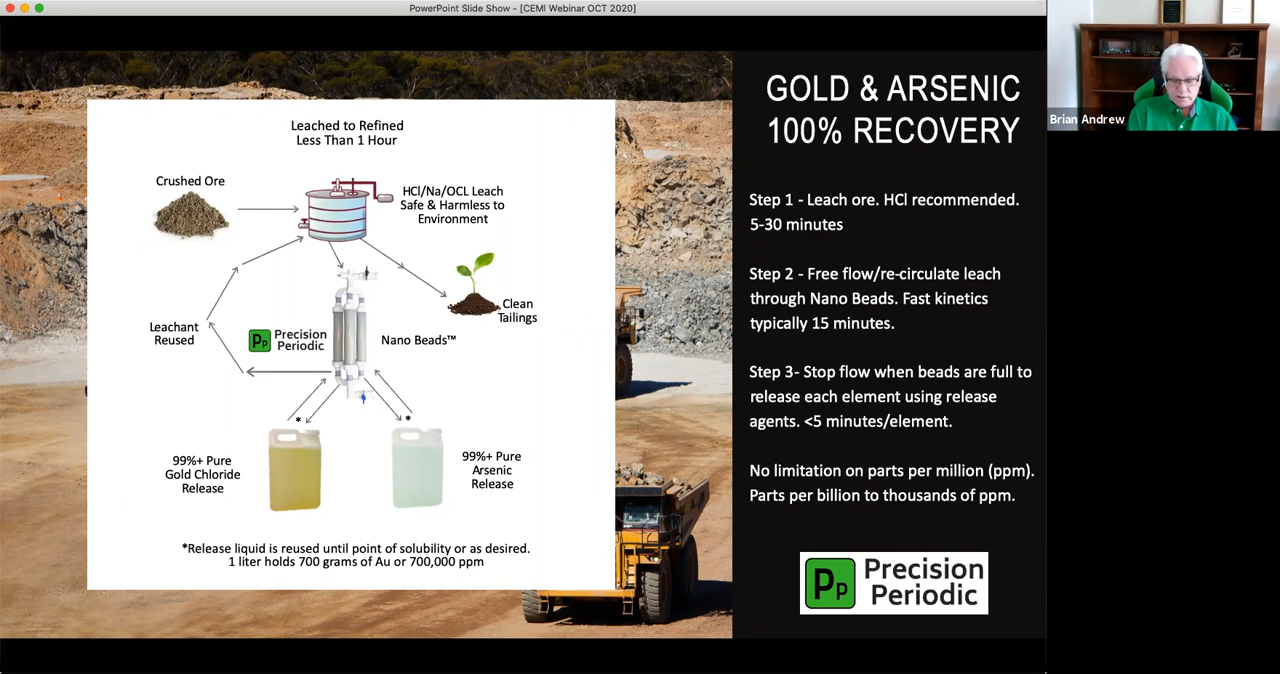 PowerPoint Slide Show - [CEMI Webinar OCT 2020]
Leached to Refined
Less Than 1 Hour
Crushed Ore
HCl/Na/OCL Leach
Safe & Harmless to
Environment
Clean
Tailings
Leachant
Reused
Pp
Precision
Periodic
Nano Beads™
*
*
99%+ Pure
Gold Chloride
Release
99%+ Pure
Arsenic
Release
*Release liquid is reused until point of solubility or as desired.
1 liter holds 700 grams of Au or 700,000 ppm
GOLD & ARSENIC
100% RECOVERY
Step 1 - Leach ore. HCl recommended.
5-30 minutes
Step 2 - Free flow/re-circulate leach
through Nano Beads. Fast kinetics
typically 15 minutes.
Step 3- Stop flow when beads are full to
release each element using release
agents. <5 minutes/element.
No limitation on parts per million (ppm).
Parts per billion to thousands of ppm.
Pp
Precision
Periodic
Brian Andrew